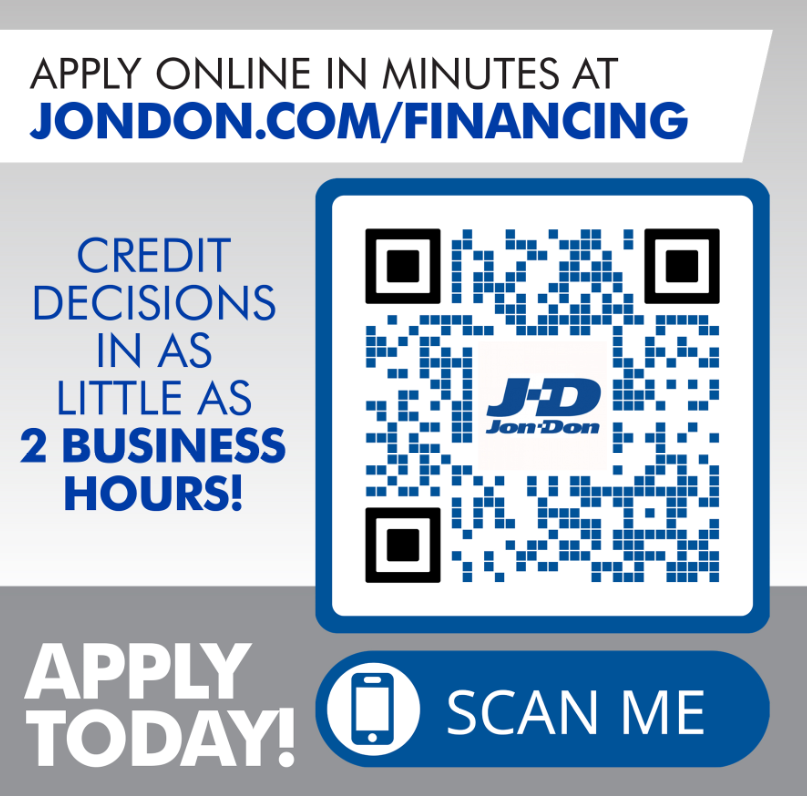 APPLY ONLINE IN MINUTES AT
JONDON.COM/FINANCING
CREDIT
DECISIONS
IN AS
LITTLE AS
2 BUSINESS
HOURS!
J-D
Jon-Don
APPLY
TODAY!
SCAN ME